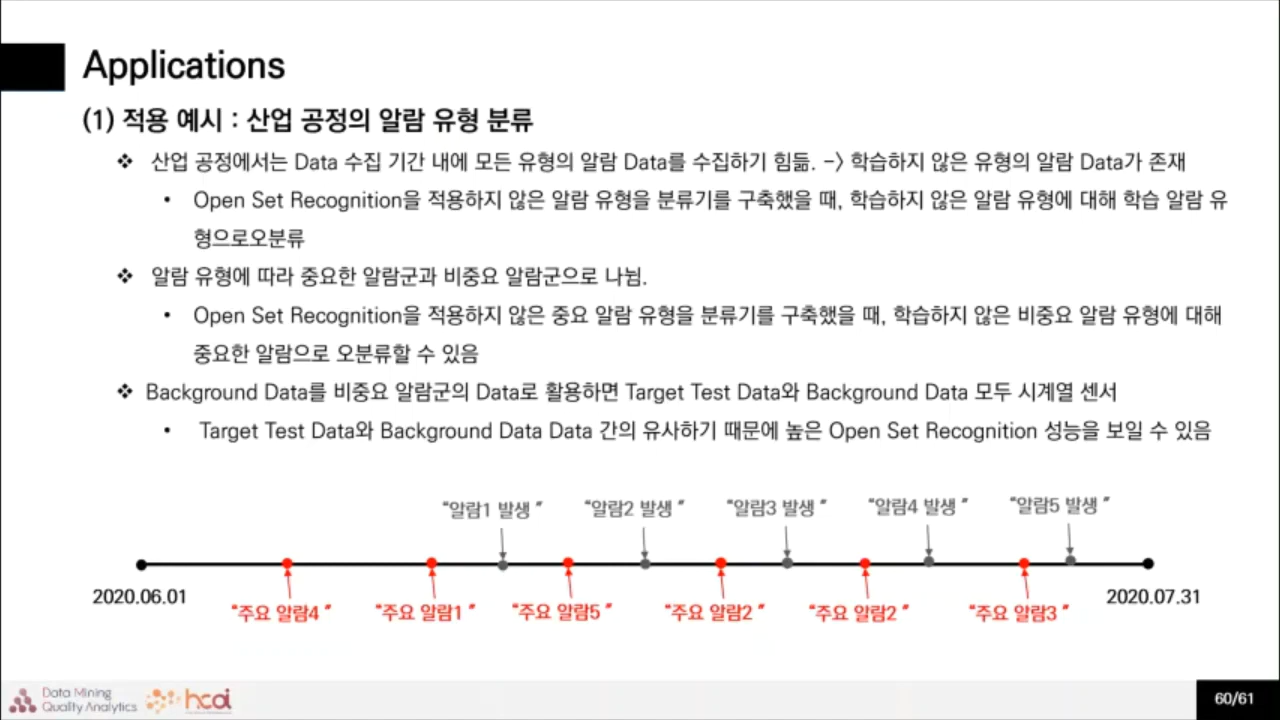 Applications
(1) 적용 예시 : 산업 공정의 알람 유형 분류
❖ 산업 공정에서는 Data 수집 기간 내에 모든 유형의 알람 Data를 수집하기 힘듦. -> 학습하지 않은 유형의 알람 Data가 존재
• Open Set Recognition을 적용하지 않은 알람 유형을 분류기를 구축했을 때, 학습하지 않은 알람 유형에 대해 학습 알람 유
형으로오분류
❖ 알람 유형에 따라 중요한 알람군과 비중요 알람군으로 나뉨.
• Open Set Recognition을 적용하지 않은 중요 알람 유형을 분류기를 구축했을 때, 학습하지 않은 비중요 알람 유형에 대해
중요한 알람으로 오분류할 수 있음
❖ Background Data를 비중요 알람군의 Data로 활용하면 Target Test Data와 Background Data 모두 시계열 센서
• Target Test Data와 Background Data Data 간의 유사하기 때문에 높은 Open Set Recognition 성능을 보일 수 있음
“알람1 발생 ” “알람2 발생 ” “알람3 발생 ” “알람4 발생 ” “알람5 발생 ”
2020.06.01 2020.07.31
“주요 알람4 ” “주요 알람1 ” “주요 알람5 ” “주요 알람2 ” “주요 알람2 ” “주요 알람3 ”
Data Mining
Quality Analytics
hcai
60/61